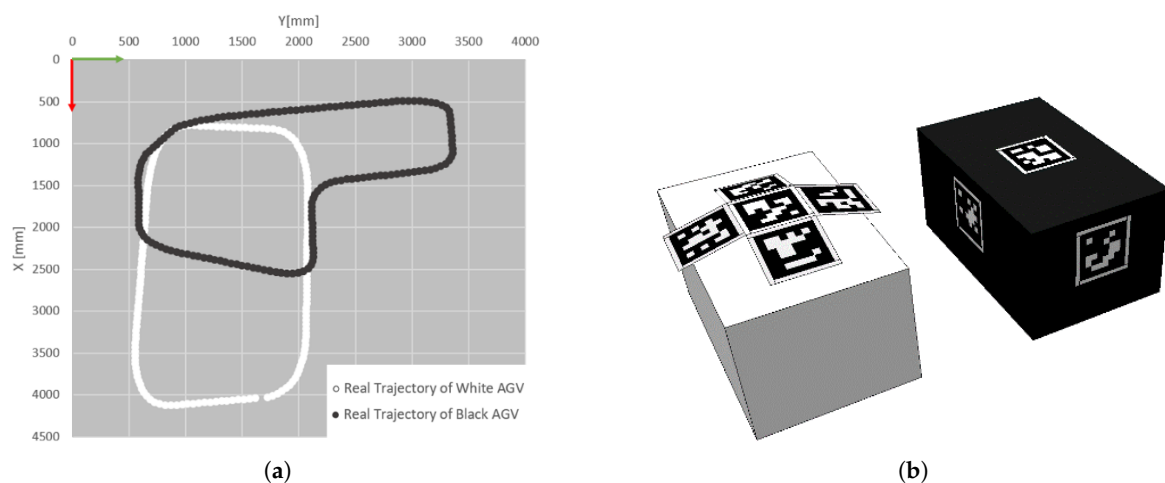 Y[mm]
0 500 1000 1500 2000 2500 3000 3500 4000
0
500
1000
1500
2000
2500
3000
3500
4000
4500
X [mm]
Real Trajectory of White AGV
Real Trajectory of Black AGV
(a)
(b)